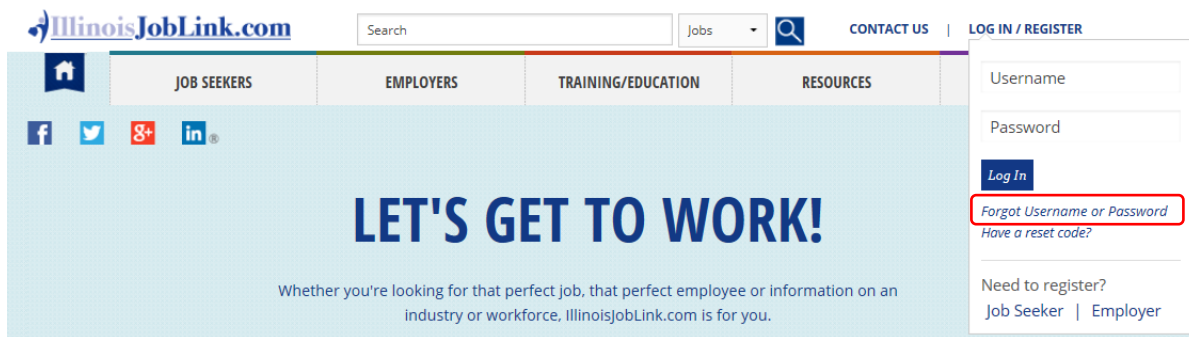 IllinoisJobLink.com
Search
Jobs
CONTACT US | LOG IN / REGISTER
JOB SEEKERS
EMPLOYERS
TRAINING/EDUCATION
RESOURCES
Username
Password
Log In
Forgot Username or Password
Have a reset code?
Need to register?
Job Seeker | Employer
f
8+
in ®
LET'S GET TO WORK!
Whether you're looking for that perfect job, that perfect employee or information on an
industry or workforce, IllinoisJobLink.com is for you.